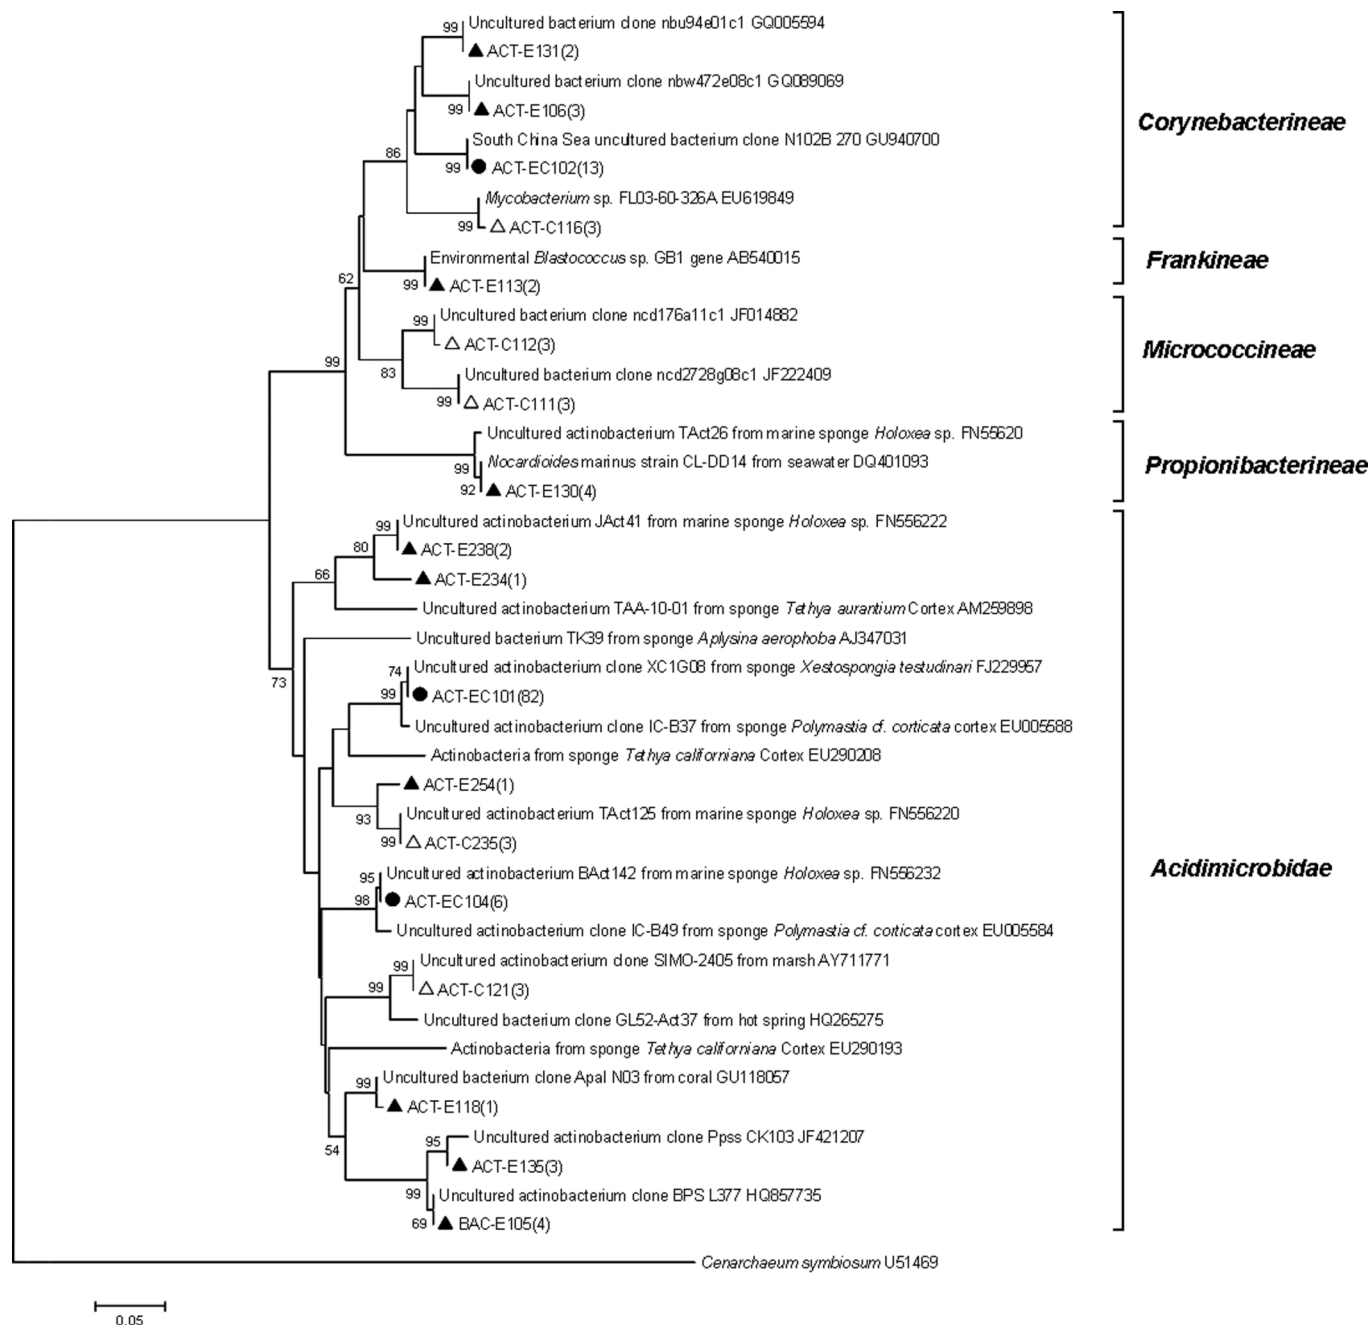 99 Uncultured bacterium clone nbu94e01c1 GQ005594
▲ ACT-E131(2)
Uncultured bacterium clone nbw472e08c1 GQ089069
99 ▲ ACT-E106(3)
Corynebacterineae
South China Sea uncultured bacterium clone N102B 270 GU940700
86
99 ● ACT-EC102(13)
Mycobacterium sp. FL03-60-326A EU619849
99 △ ACT-C116(3)
Environmental Blastococcus sp. GB1 gene AB540015
Frankineae
62
99 ▲ ACT-E113(2)
Uncultured bacterium clone ncd176a11c1 JF014882
99
△ ACT-C112(3)
Micrococcineae
99
83
Uncultured bacterium clone ncd2728g08c1 JF222409
99 △ ACT-C111(3)
Uncultured actinobacterium TAct26 from marine sponge Holoxea sp. FN55620
99
Nocardioides marinus strain CL-DD14 from seawater DQ401093
Propionibacterineae
92 ▲ ACT-E130(4)
99 Uncultured actinobacterium JAct41 from marine sponge Holoxea sp. FN556222
80
▲ ACT-E238(2)
66
▲ ACT-E234(1)
Uncultured actinobacterium TAA-10-01 from sponge Tethya aurantium Cortex AM259898
Uncultured bacterium TK39 from sponge Aplysina aerophoba AJ347031
73
74 Uncultured actinobacterium clone XC1G08 from sponge Xestospongia testudinari FJ229957
99
● ACT-EC101(82)
Uncultured actinobacterium clone IC-B37 from sponge Polymastia cf. corticata cortex EU005588
Actinobacteria from sponge Tethya californiana Cortex EU290208
▲ ACT-E254(1)
93
Uncultured actinobacterium TAct125 from marine sponge Holoxea sp. FN556220
99 △ ACT-C235(3)
Acidimicrobidae
95 Uncultured actinobacterium BAct142 from marine sponge Holoxea sp. FN556232
98
● ACT-EC104(6)
Uncultured actinobacterium clone IC-B49 from sponge Polymastia cf. corticata cortex EU005584
99 Uncultured actinobacterium clone SIMO-2405 from marsh AY711771
99
△ ACT-C121(3)
Uncultured bacterium clone GL52-Act37 from hot spring HQ265275
Actinobacteria from sponge Tethya californiana Cortex EU290193
99 Uncultured bacterium clone Apal N03 from coral GU118057
▲ ACT-E118(1)
54
95 Uncultured actinobacterium clone Ppss CK103 JF421207
▲ ACT-E135(3)
99
Uncultured actinobacterium clone BPS L377 HQ857735
69 ▲ BAC-E105(4)
Cenarchaeum symbiosum U51469
0.05